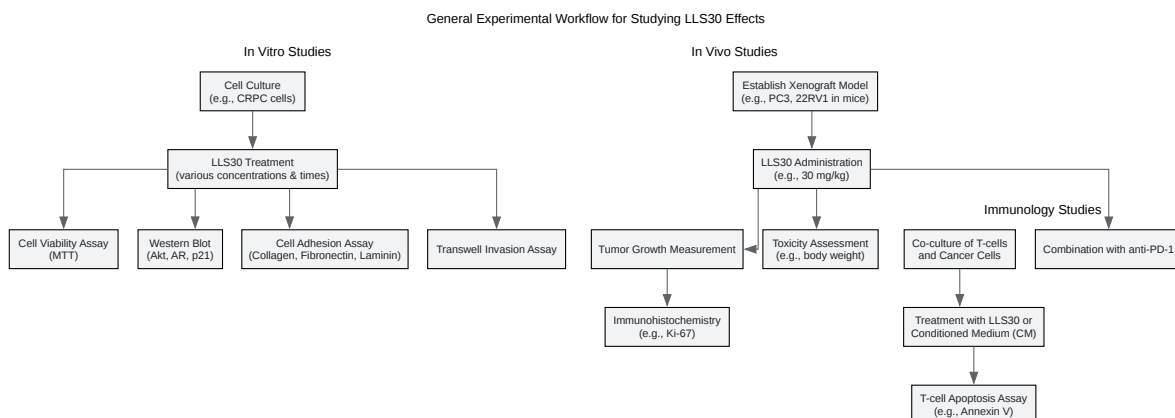 General Experimental Workflow for Studying LLS30 Effects
In Vitro Studies
In Vivo Studies
Cell Culture
(e.g., CRPC cells)
Establish Xenograft Model
(e.g., PC3, 22RV1 in mice)
LLS30 Treatment
(various concentrations & times)
LLS30 Administration
(e.g., 30 mg/kg)
Immunology Studies
Cell Viability Assay
(MTT)
Western Blot
(Akt, AR, p21)
Cell Adhesion Assay
(Collagen, Fibronectin, Laminin)
Transwell Invasion Assay
Tumor Growth Measurement
Toxicity Assessment
(e.g., body weight)
Co-culture of T-cells
and Cancer Cells
Combination with anti-PD-1
Immunohistochemistry
(e.g., Ki-67)
Treatment with LLS30 or
Conditioned Medium (CM)
T-cell Apoptosis Assay
(e.g., Annexin V)